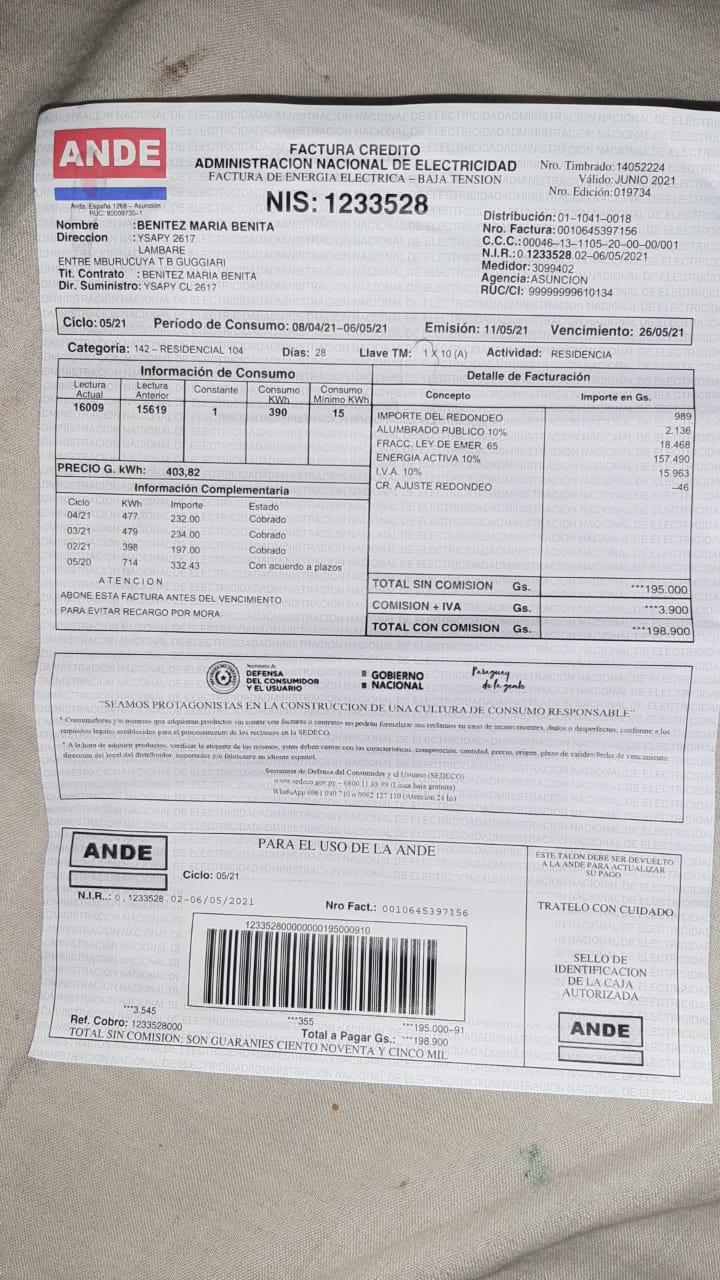 ANDE
Avda. España 1268 – Asunción
RUC: 80009735-1
FACTURA CREDITO
ADMINISTRACION NACIONAL DE ELECTRICIDAD
FACTURA DE ENERGIA ELECTRICA – BAJA TENSION
NIS: 1233528
Nro. Timbrado: 14052224
Válido: JUNIO 2021
Nro. Edición: 019734
Nombre :BENITEZ MARIA BENITA
Direccion :YSAPY 2617
: LAMBARE
ENTRE MBURUCUYA Y T B GUGGIARI
Tit. Contrato : BENITEZ MARIA BENITA
Dir. Suministro: YSAPY CL 2617
Distribución: 01-1041-0018
Nro. Factura: 0010645397156
C.C.C.: 00046-13-1105-20-00-00/001
N.I.R.: 0.1233528.02-06/05/2021
Medidor: 3099402
Agencia: ASUNCION
RUC/CI: 99999999610134
Ciclo: 05/21 Período de Consumo: 08/04/21-06/05/21 Emisión: 11/05/21 Vencimiento: 26/05/21
Categoría: 142 – RESIDENCIAL 104 Días: 28 Llave TM: 1 X 10 (A) Actividad: RESIDENCIA
Información de Consumo
Lectura Actual Lectura Anterior Constante Consumo KWh Consumo Mínimo KWh
16009 15619 1 390 15
PRECIO G. kWh: 403,82
Información Complementaria
Ciclo KWh Importe Estado
04/21 477 232.00 Cobrado
03/21 479 234.00 Cobrado
02/21 398 197.00 Cobrado
05/20 714 332.43 Con acuerdo a plazos
A T E N C I O N
ABONE ESTA FACTURA ANTES DEL VENCIMIENTO
PARA EVITAR RECARGO POR MORA
Detalle de Facturación
Concepto Importe en Gs.
IMPORTE DEL REDONDEO 989
ALUMBRADO PUBLICO 10% 2.136
FRACC. LEY DE EMER. 65 18.468
ENERGIA ACTIVA 10% 157.490
I.V.A. 10% 15.963
CR. AJUSTE REDONDEO –46
TOTAL SIN COMISION Gs. ***195.000
COMISION + IVA Gs. ***3.900
TOTAL CON COMISION Gs. ***198.900
Secretaría de
DEFENSA
DEL CONSUMIDOR
Y EL USUARIO
GOBIERNO
NACIONAL
Paraguay
de la gente
"SEAMOS PROTAGONISTAS EN LA CONSTRUCCION DE UNA CULTURA DE CONSUMO RESPONSABLE"
* Consumidores y/o usuarios que adquieran productos sin contar con facturas o contratos no podrán formalizar sus reclamos en caso de inconvenientes, daños o desperfectos, conforme a los
requisitos legales establecidos para el procesamiento de los reclamos en la SEDECO.
* A la hora de adquirir productos, verificar la etiqueta de los mismos, estos deben contar con las características, composición, cantidad, precio, origen, plazo de validez/fecha de vencimiento,
dirección del local del distribuidor, importador y/o fabricante en idioma español.
Secretaría de Defensa del Consumidor y el Usuario (SEDECO)
www.sedeco.gov.py – 0800 11 85 99 (Línea baja gratuita)
WhatsApp 0961 940 710 o 0962 127 110 (Atención 24 hs)
ANDE
PARA EL USO DE LA ANDE
Ciclo: 05/21
N.I.R..: 0 . 1233528 . 02-06/05/2021 Nro Fact.: 0010645397156
12335280000000195000910
***3.545 ***355 ***195.000-91
Ref. Cobro: 1233528000 Total a Pagar Gs.: ***198.900
TOTAL SIN COMISION: SON GUARANIES CIENTO NOVENTA Y CINCO MIL
ESTE TALON DEBE SER DEVUELTO
A LA ANDE PARA ACTUALIZAR
SU PAGO
TRATELO CON CUIDADO
SELLO DE
IDENTIFICACION
DE LA CAJA
AUTORIZADA
ANDE